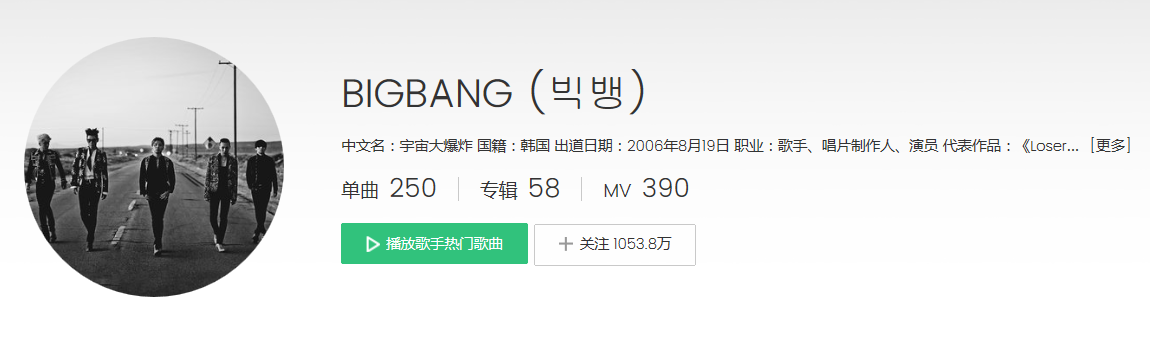 BIGBANG (빅뱅)
中文名：宇宙大爆炸 国籍：韩国 出道日期：2006年8月19日 职业：歌手、唱片制作人、演员 代表作品：《Loser... [更多]
单曲 250 专辑 58 MV 390
播放歌手热门歌曲 关注 1053.8万